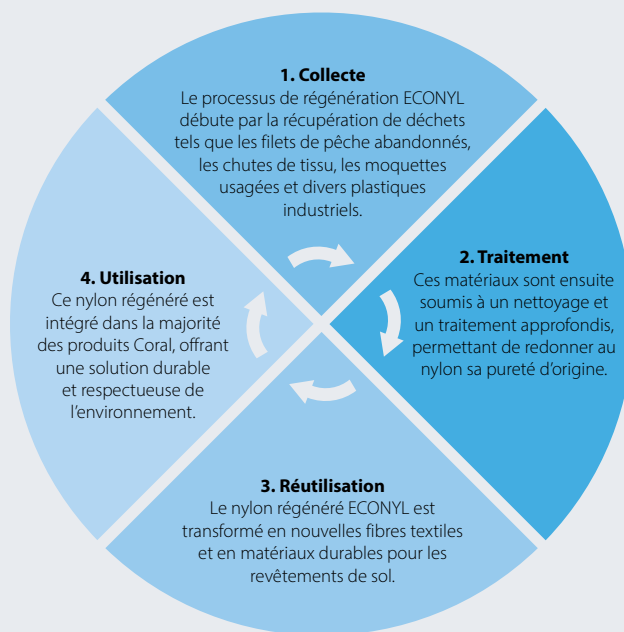 1. Collecte
Le processus de régénération ECONYL
débute par la récupération de déchets
tels que les filets de pêche abandonnés,
les chutes de tissu, les moquettes
usagées et divers plastiques
industriels.
2. Traitement
Ces matériaux sont ensuite
soumis à un nettoyage et
un traitement approfondis,
permettant de redonner au
nylon sa pureté d’origine.
3. Réutilisation
Le nylon régénéré ECONYL est
transformé en nouvelles fibres textiles
et en matériaux durables pour les
revêtements de sol.
4. Utilisation
Ce nylon régénéré est
intégré dans la majorité
des produits Coral, offrant
une solution durable
et respectueuse de
l’environnement.